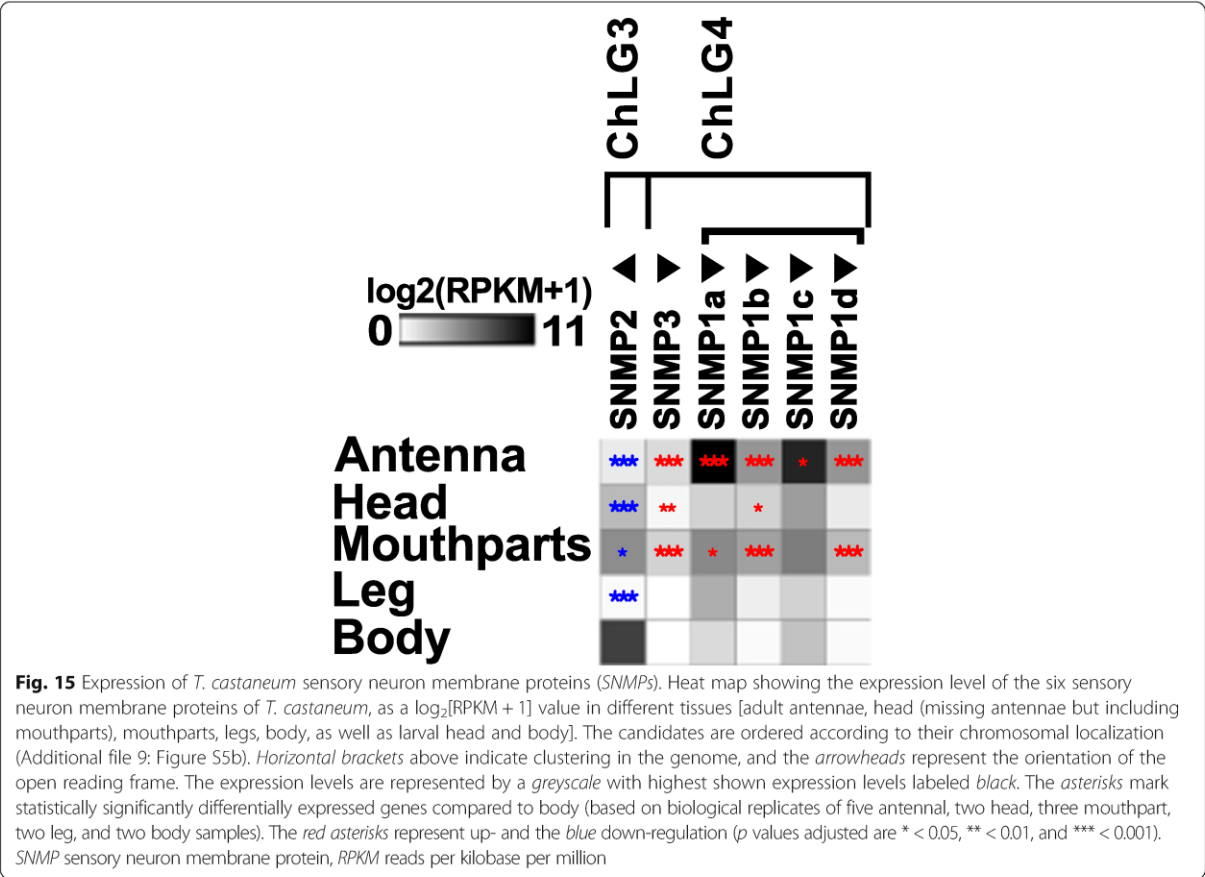 ChLG3
ChLG4
log2(RPKM+1)
0 11
SNMP2
SNMP3
SNMP1a
SNMP1b
SNMP1c
SNMP1d
Antenna *** *** *** *** * ***
Head *** ** *
Mouthparts * *** * *** ***
Leg ***
Body
Fig. 15 Expression of T. castaneum sensory neuron membrane proteins (SNMPs). Heat map showing the expression level of the six sensory
neuron membrane proteins of T. castaneum, as a log₂[RPKM + 1] value in different tissues [adult antennae, head (missing antennae but including
mouthparts), mouthparts, legs, body, as well as larval head and body]. The candidates are ordered according to their chromosomal localization
(Additional file 9: Figure S5b). Horizontal brackets above indicate clustering in the genome, and the arrowheads represent the orientation of the
open reading frame. The expression levels are represented by a greyscale with highest shown expression levels labeled black. The asterisks mark
statistically significantly differentially expressed genes compared to body (based on biological replicates of five antennal, two head, three mouthpart,
two leg, and two body samples). The red asterisks represent up- and the blue down-regulation (p values adjusted are * < 0.05, ** < 0.01, and *** < 0.001).
SNMP sensory neuron membrane protein, RPKM reads per kilobase per million